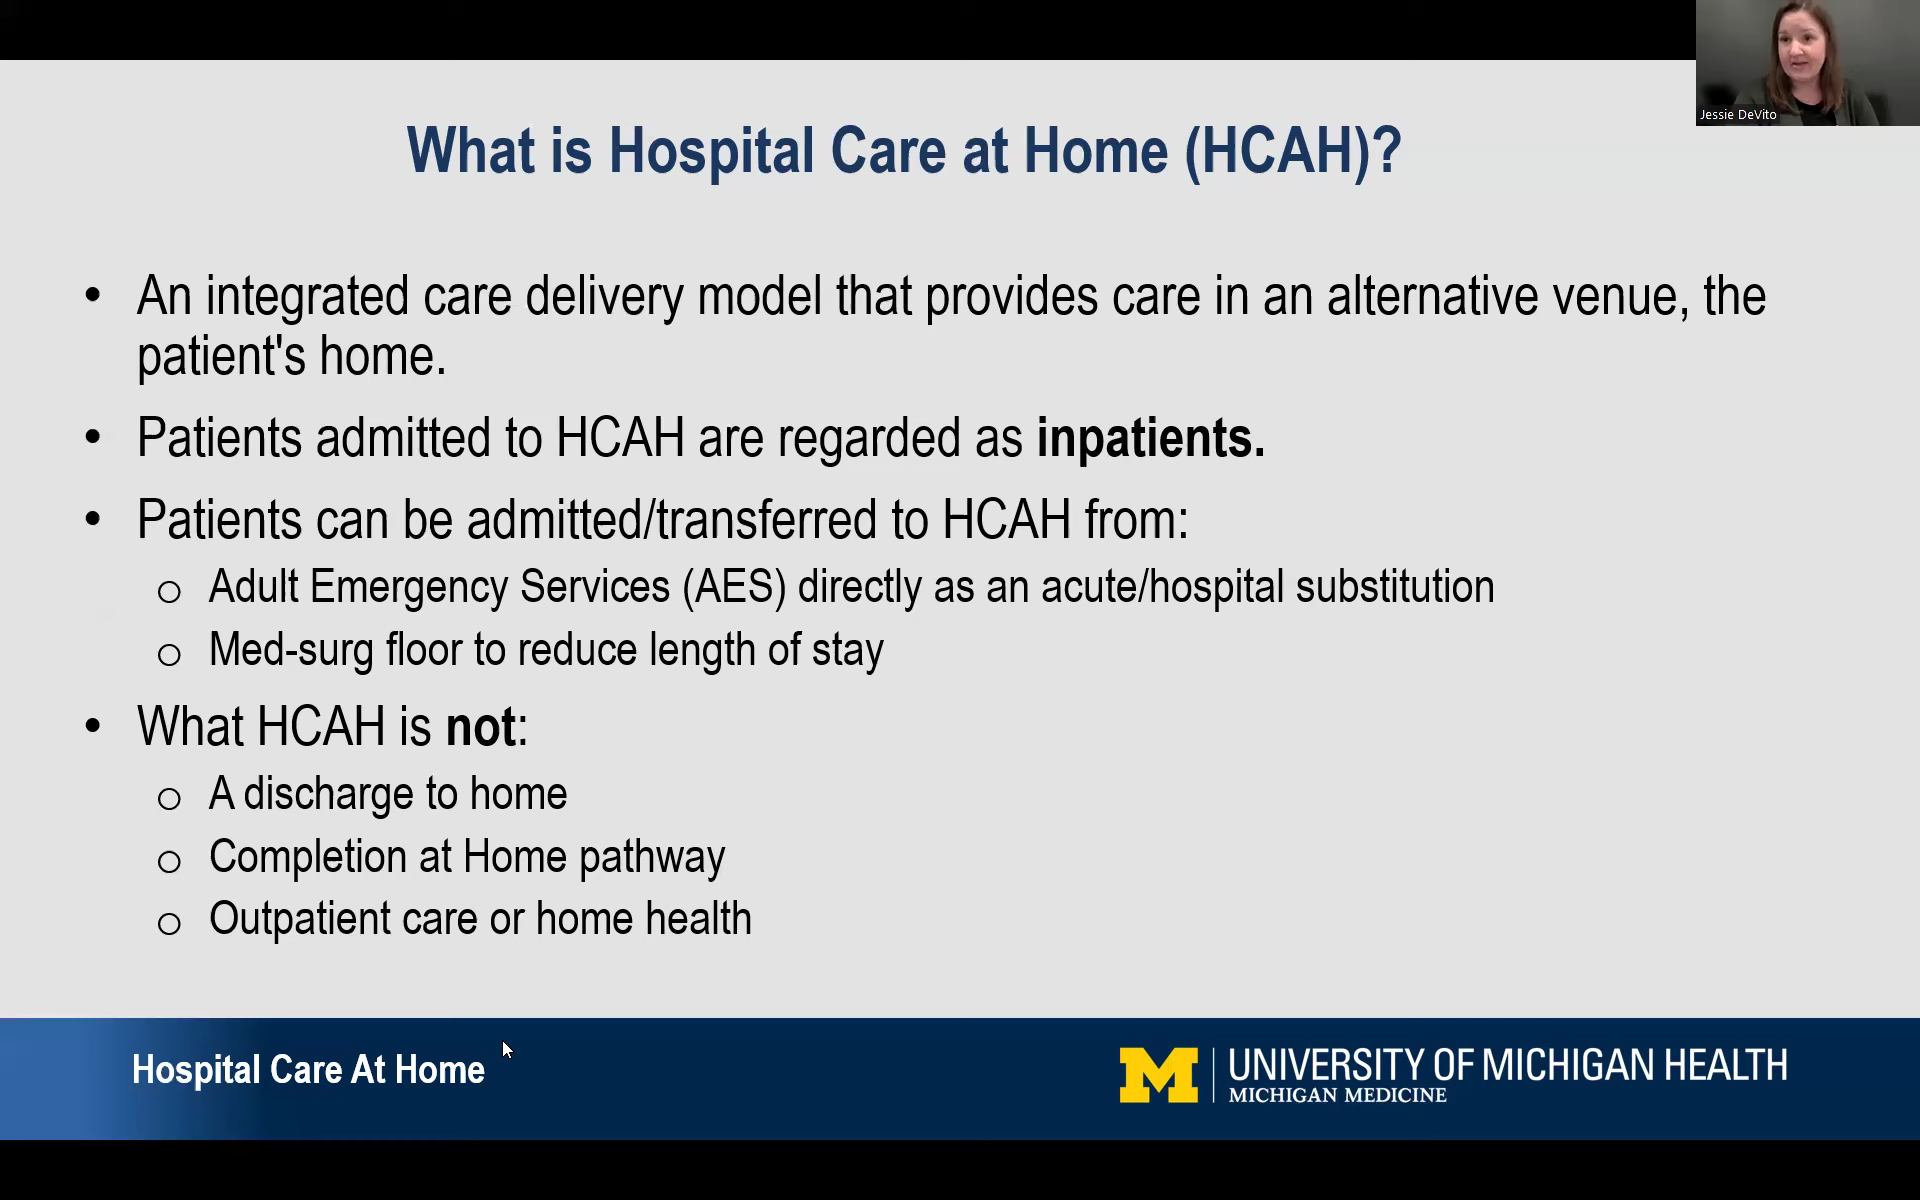 Jessie DeVito
What is Hospital Care at Home (HCAH)?
• An integrated care delivery model that provides care in an alternative venue, the
patient's home.
• Patients admitted to HCAH are regarded as inpatients.
• Patients can be admitted/transferred to HCAH from:
o Adult Emergency Services (AES) directly as an acute/hospital substitution
o Med-surg floor to reduce length of stay
• What HCAH is not:
o A discharge to home
o Completion at Home pathway
o Outpatient care or home health
Hospital Care At Home
M | UNIVERSITY OF MICHIGAN HEALTH
MICHIGAN MEDICINE